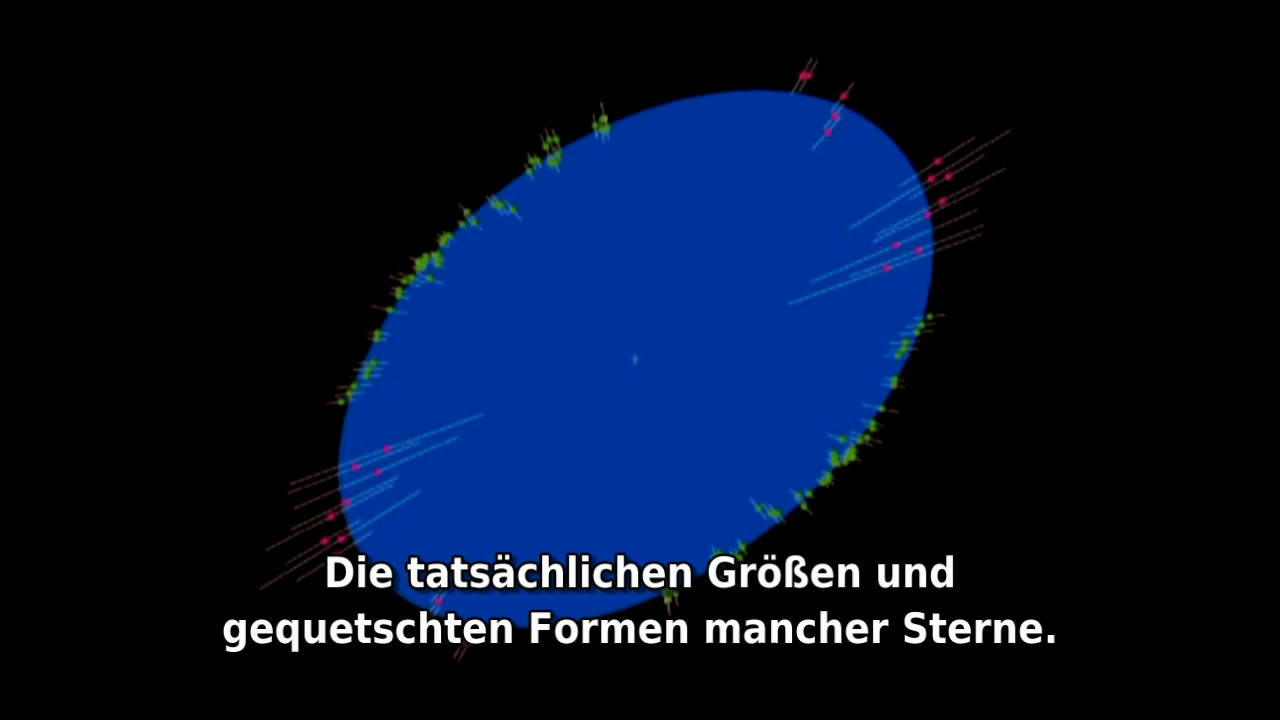 Die tatsächlichen Größen und
gequetschten Formen mancher Sterne.